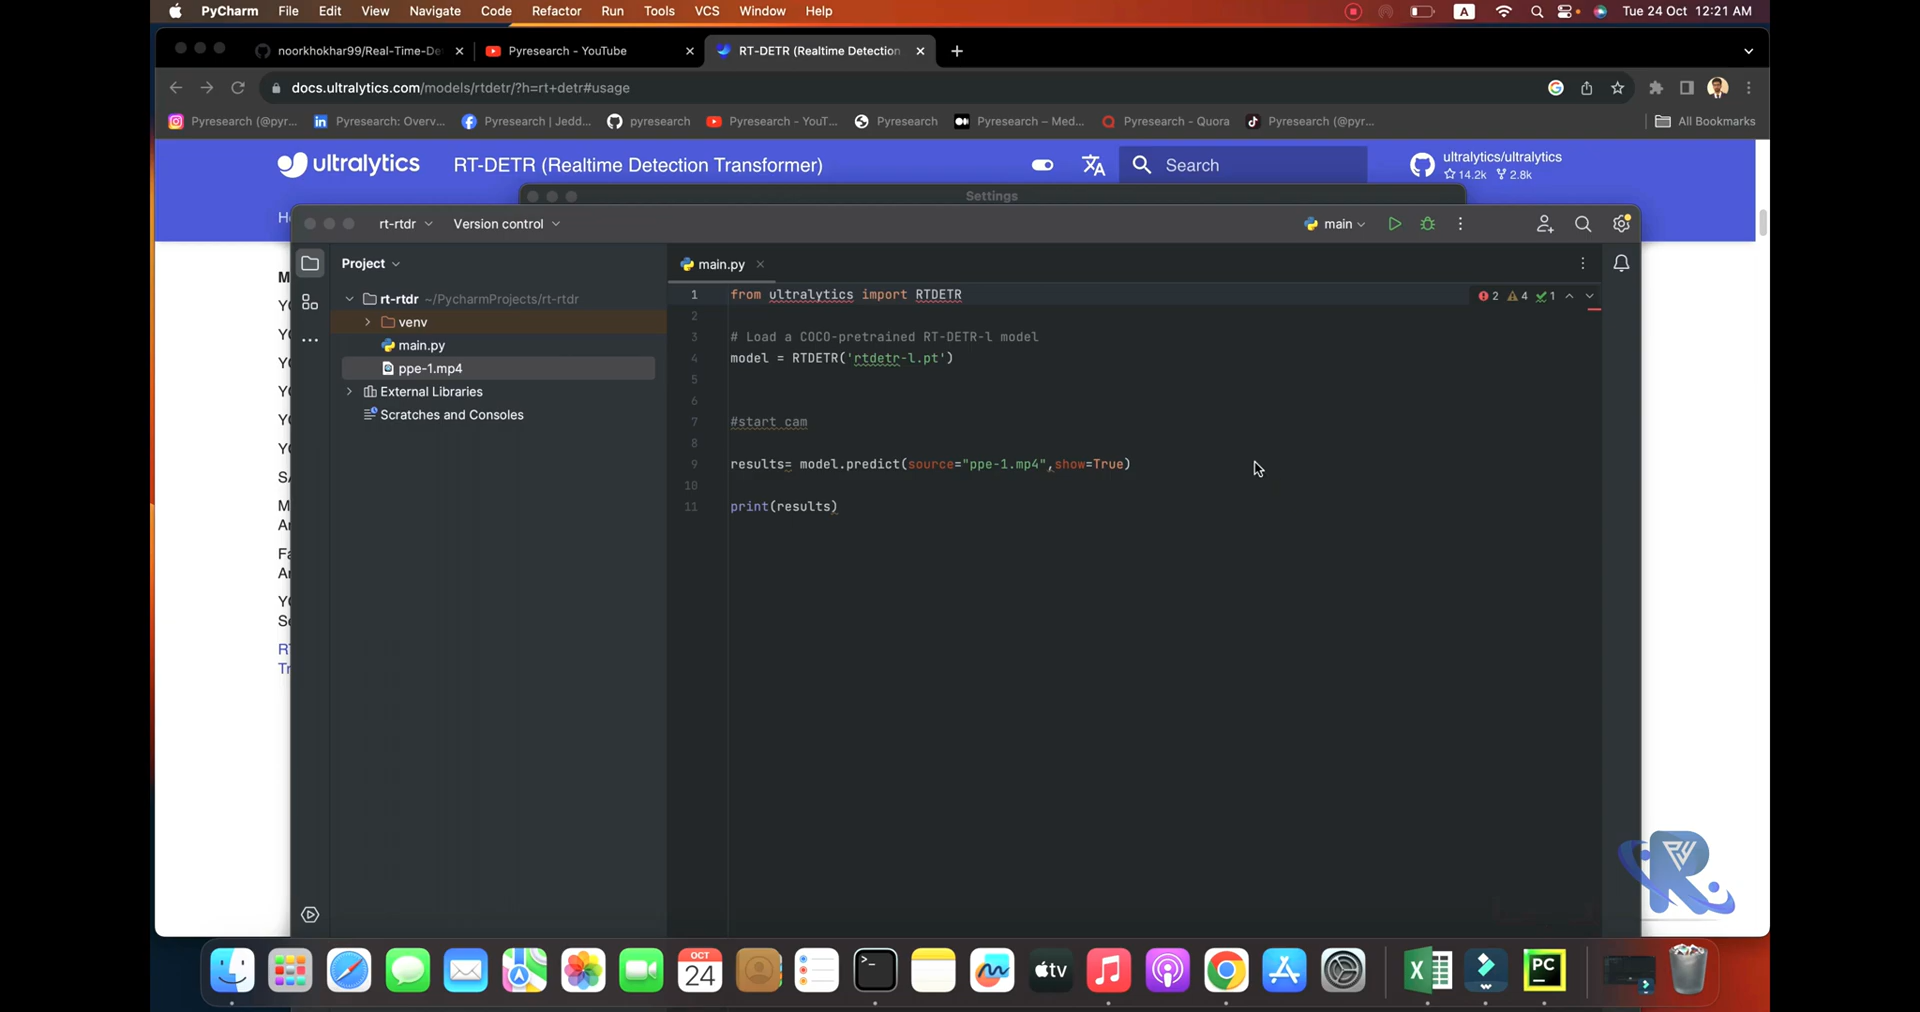 PyCharm File Edit View Navigate Code Refactor Run Tools VCS Window Help A Tue 24 Oct 12:21 AM
noorkhokhar99/Real-Time-De Pyresearch - YouTube RT-DETR (Realtime Detection
docs.ultralytics.com/models/rtdetr/?h=rt+detr#usage
Pyresearch (@pyr... Pyresearch: Overv... Pyresearch | Jedd... pyresearch Pyresearch - YouT... Pyresearch Pyresearch – Med... Pyresearch - Quora Pyresearch (@pyr... All Bookmarks
ultralytics RT-DETR (Realtime Detection Transformer) Search ultralytics/ultralytics
14.2k 2.8k
Settings
rt-rtdr Version control main
Project main.py
rt-rtdr ~/PycharmProjects/rt-rtdr
venv
main.py
ppe-1.mp4
External Libraries
Scratches and Consoles
1 from ultralytics import RTDETR 2 4 1
2
3 # Load a COCO-pretrained RT-DETR-l model
4 model = RTDETR('rtdetr-l.pt')
5
6
7 #start cam
8
9 results= model.predict(source="ppe-1.mp4",show=True)
10
11 print(results)
OCT
24
tv
PC